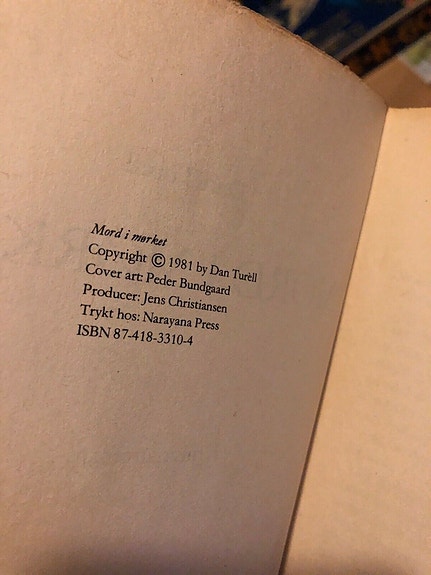 Mord i mørket
Copyright © 1981 by Dan Turèll
Cover art: Peder Bundgaard
Producer: Jens Christiansen
Trykt hos: Narayana Press
ISBN 87-418-3310-4